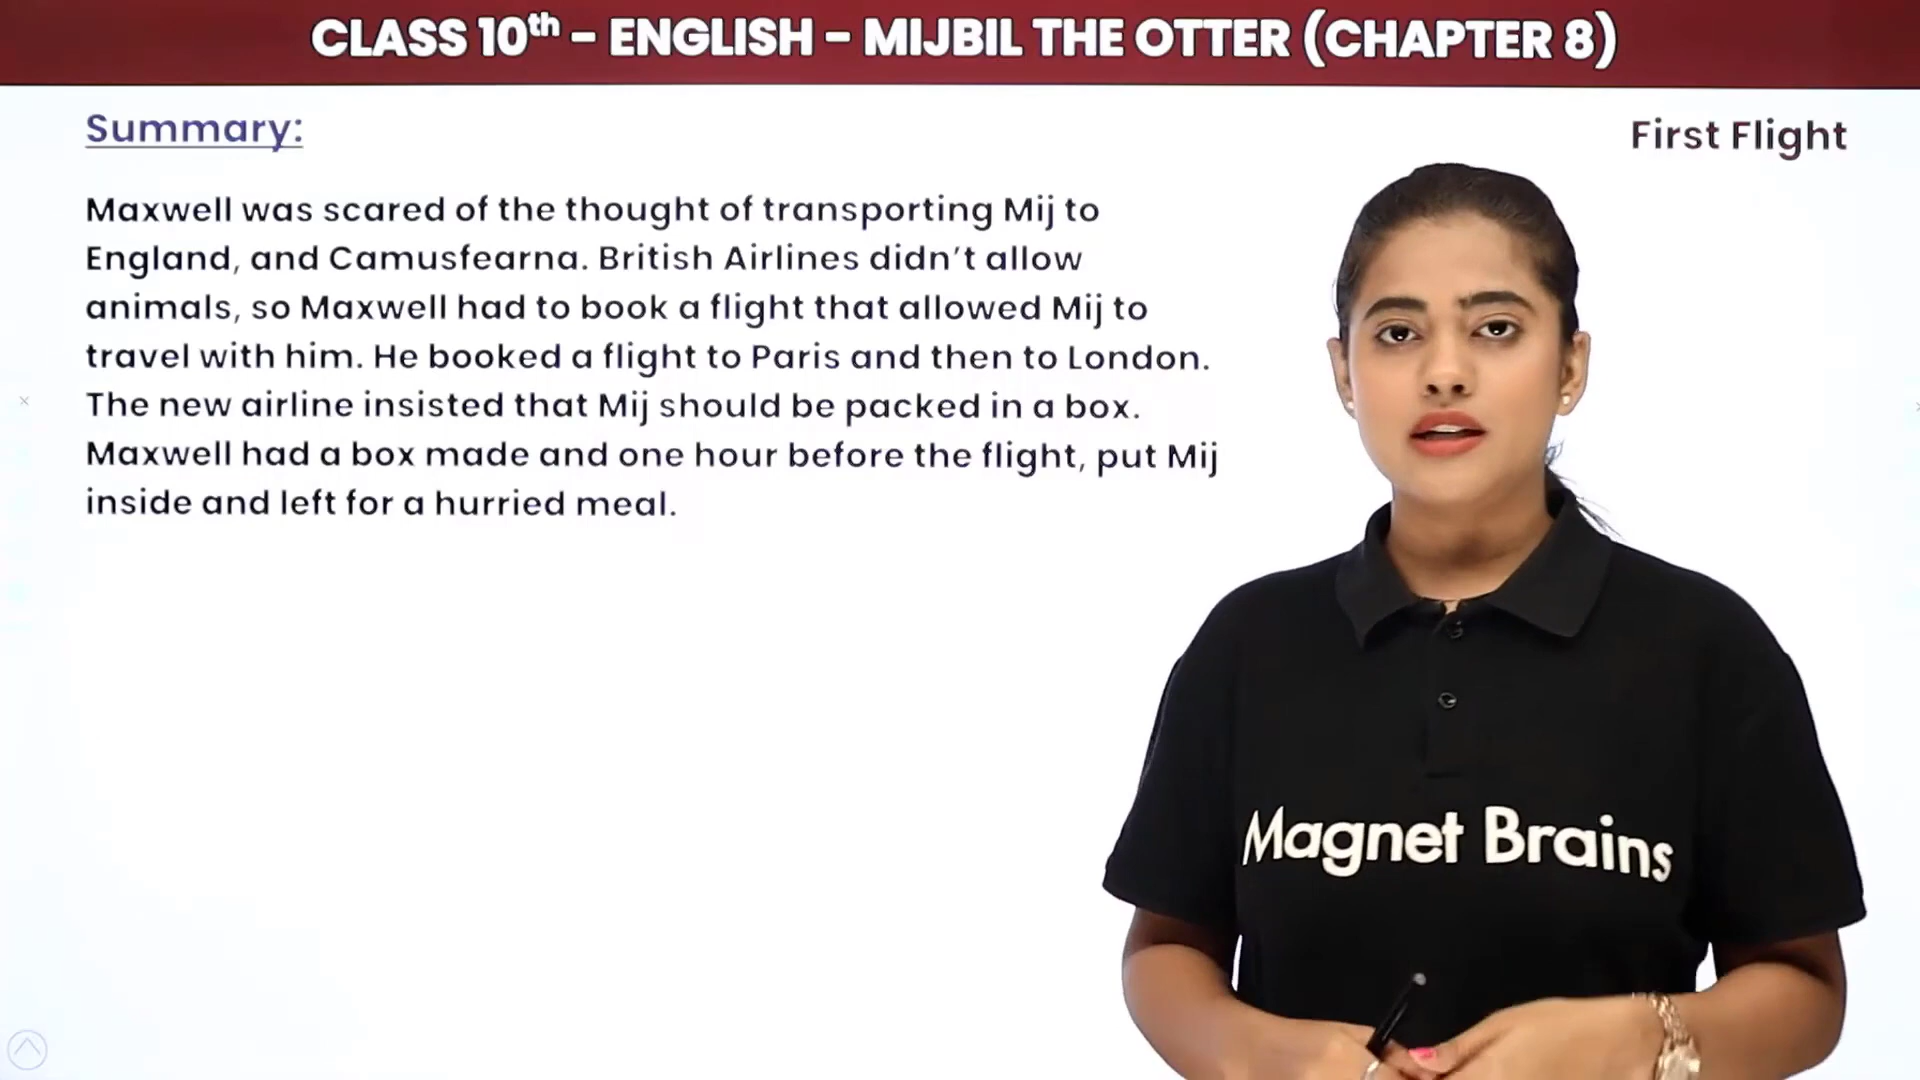 CLASS 10th - ENGLISH - MIJBIL THE OTTER (CHAPTER 8)
Summary:
First Flight
Maxwell was scared of the thought of transporting Mij to
England, and Camusfearna. British Airlines didn't allow
animals, so Maxwell had to book a flight that allowed Mij to
travel with him. He booked a flight to Paris and then to London.
The new airline insisted that Mij should be packed in a box.
Maxwell had a box made and one hour before the flight, put Mij
inside and left for a hurried meal.
Magnet Brains